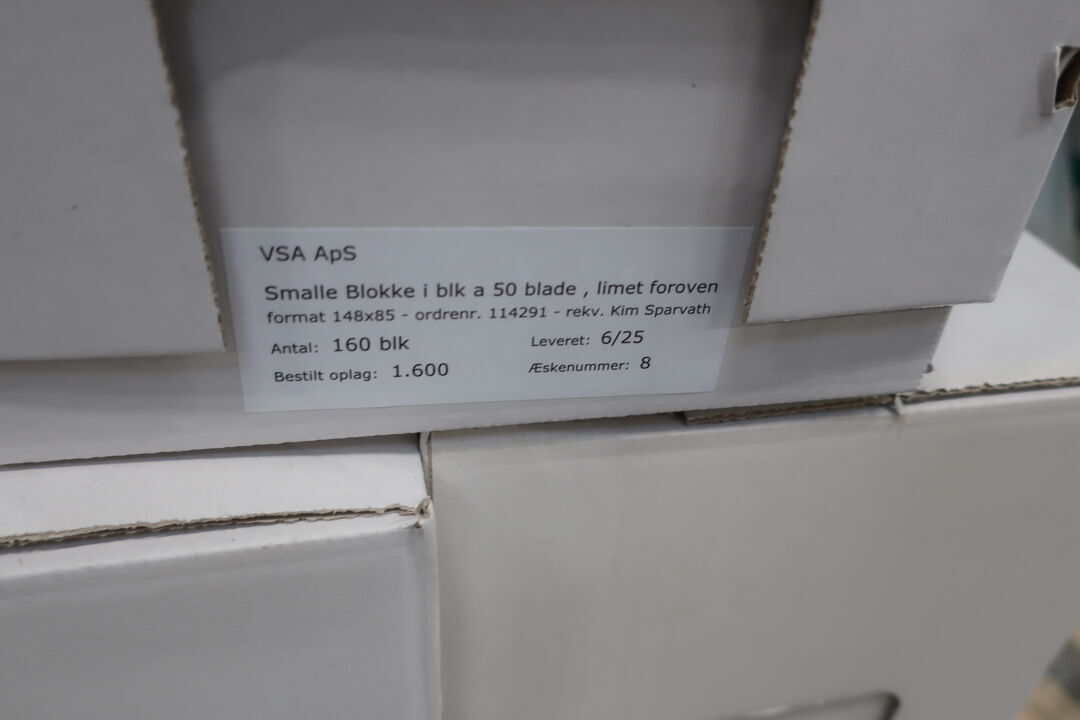 VSA ApS
Smalle Blokke i blk a 50 blade , limet foroven
format 148x85 - ordrenr. 114291 - rekv. Kim Sparvath
Antal: 160 blk Leveret: 6/25
Bestilt oplag: 1.600 Æskenummer: 8